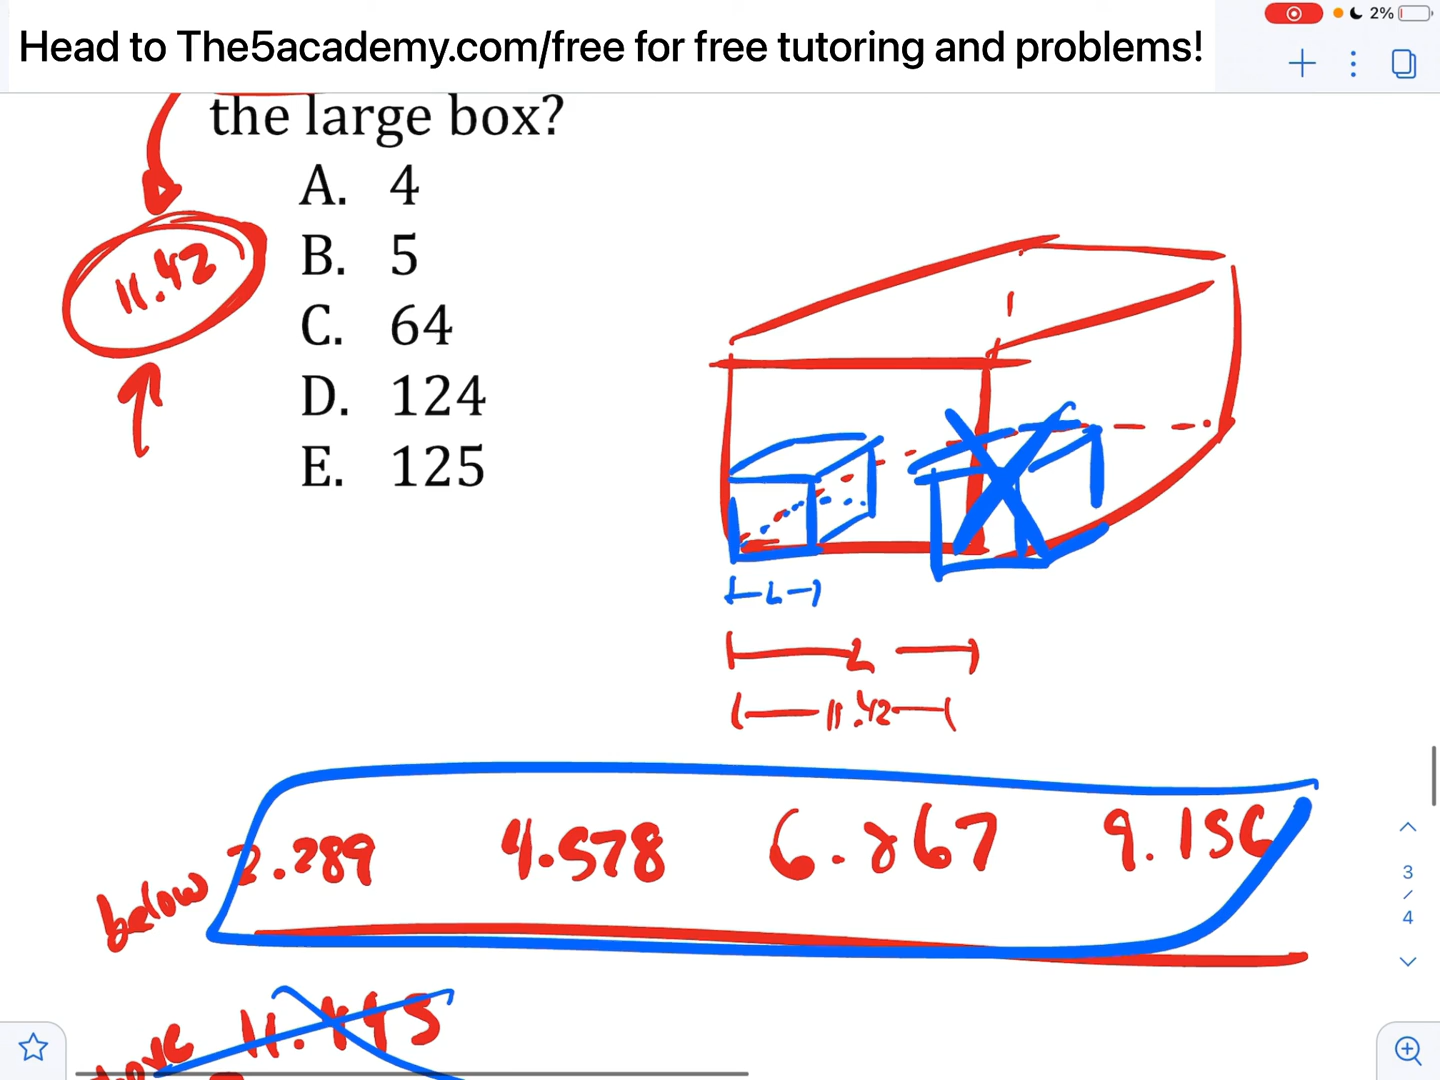 2%
Head to The5academy.com/free for free tutoring and problems!
the large box?
A. 4
11.42
B. 5
C. 64
D. 124
E. 125
L
L
11.42
below 2.289 4.578 6.867 9.156
11.445
3
/
4